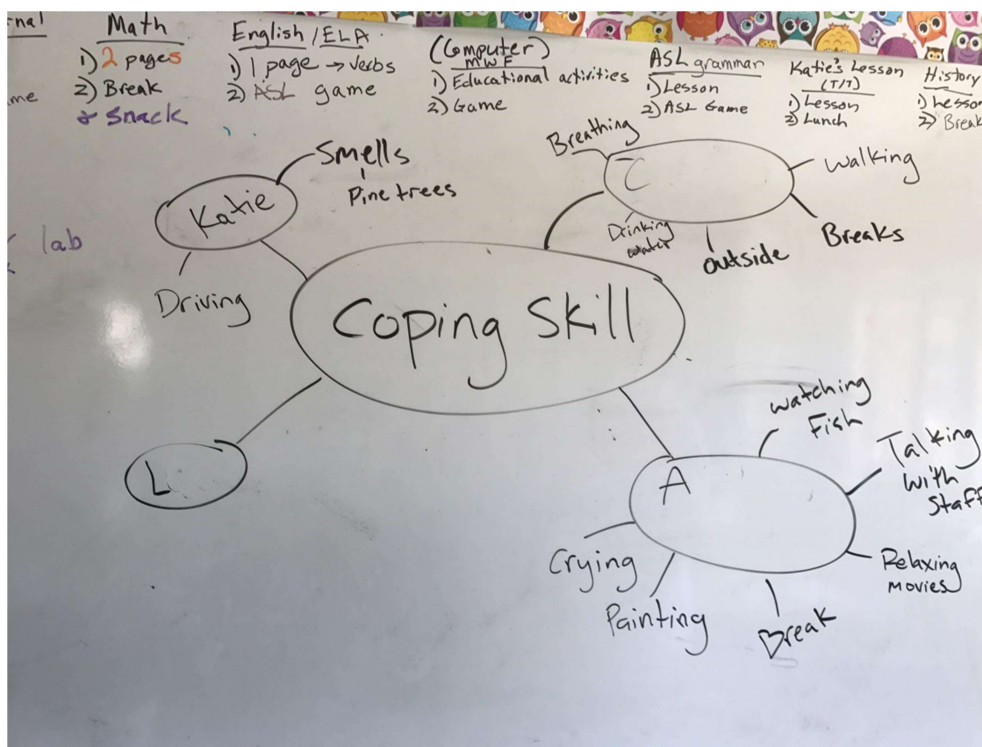 Math
1) 2 pages
2) Break
& Snack
English/ELA
1) 1 page → verbs
2) ASL game
(Computer)
MWF
1) Educational activities
2) Game
ASL grammar
1) Lesson
2) ASL Game
Katie's Lesson
(T/T)
1) Lesson
2) Lunch
History
1) Lesson
2) Break
lab
Katie
Smells
Pine trees
Driving
Coping Skill
C
Breathing
Walking
Breaks
outside
Drinking
water
L
A
watching
Fish
Talking
with
Staff
Relaxing
movies
Break
Painting
Crying